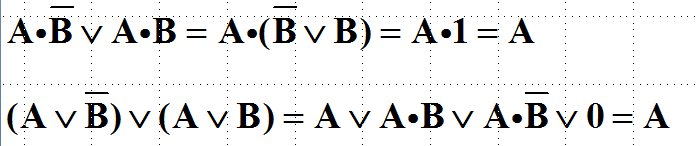 A•B̅ ∨ A•B = A•(B̅ ∨ B) = A•1 = A
(A ∨ B̅) ∨ (A ∨ B) = A ∨ A•B ∨ A•B̅ ∨ 0 = A